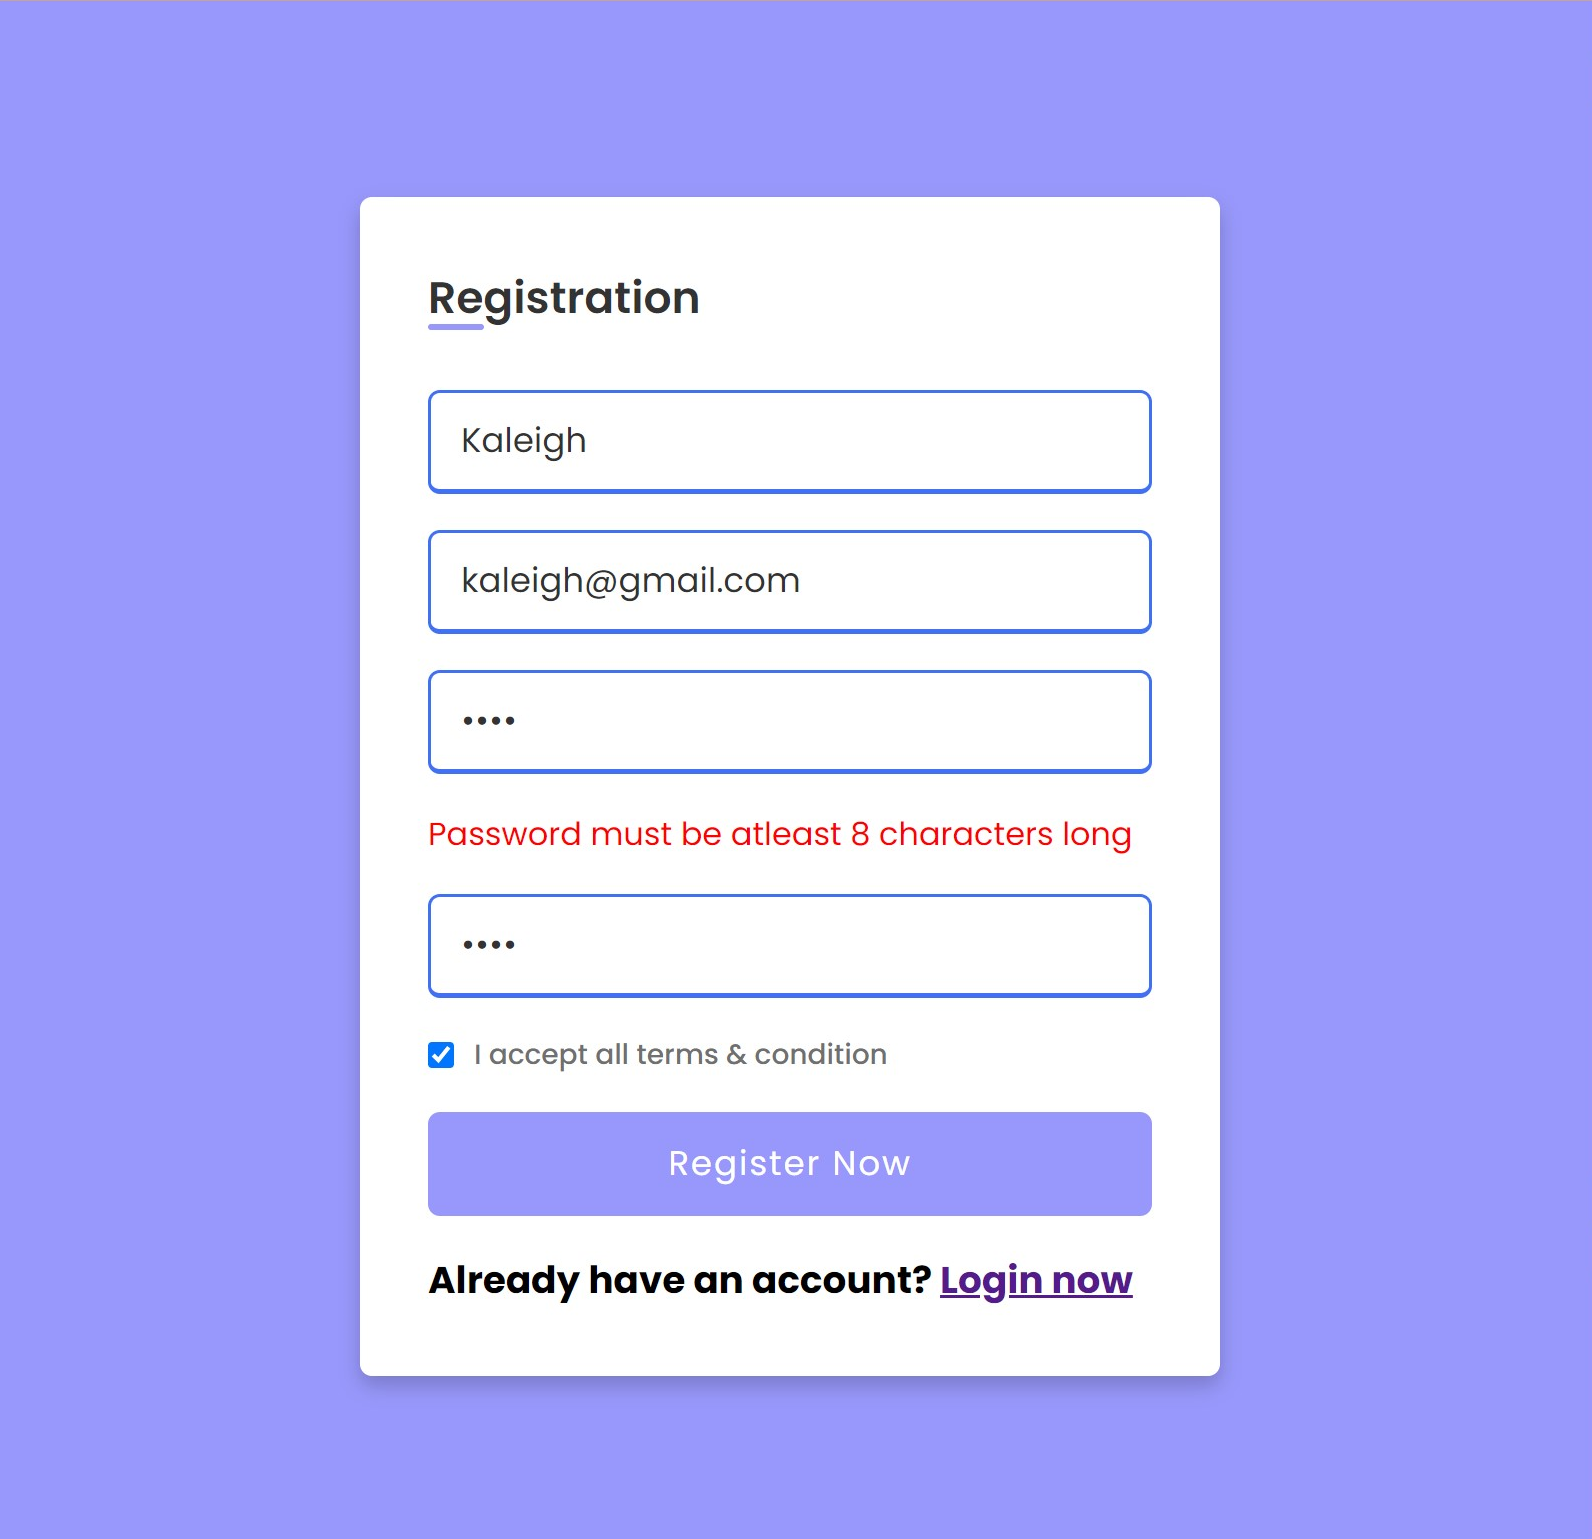 Registration
Kaleigh
kaleigh@gmail.com
••••
Password must be atleast 8 characters long
••••
I accept all terms & condition
Register Now
Already have an account? Login now